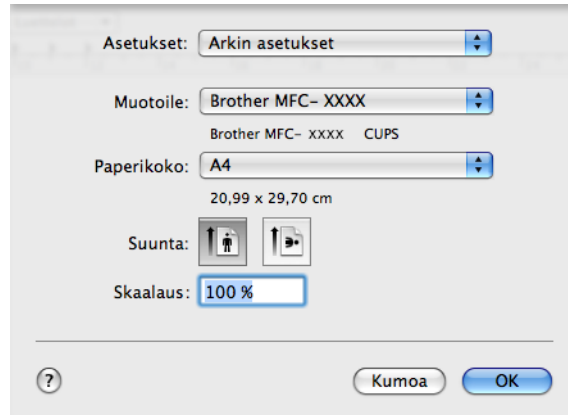 Asetukset: Arkin asetukset
Muotoile: Brother MFC- XXXX
Brother MFC- XXXX CUPS
Paperikoko: A4
20,99 x 29,70 cm
Suunta:
Skaalaus: 100 %
? Kumoa OK